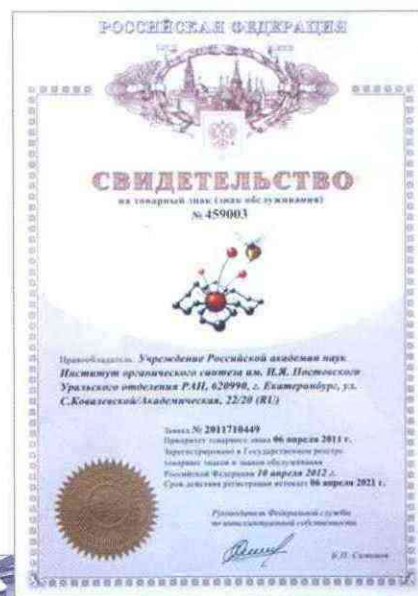 РОССИЙСКАЯ ФЕДЕРАЦИЯ
СВИДЕТЕЛЬСТВО
на товарный знак (знак обслуживания)
№ 459003
Правообладатель: Учреждение Российской академии наук
Институт органического синтеза им. И.Я. Постовского
Уральского отделения РАН, 620990, г. Екатеринбург, ул.
С.Ковалевской/Академическая, 22/20 (RU)
Заявка № 2011710449
Приоритет товарного знака 06 апреля 2011 г.
Зарегистрировано в Государственном реестре
товарных знаков и знаков обслуживания
Российской Федерации 10 апреля 2012 г.
Срок действия регистрации истекает 06 апреля 2021 г.
Руководитель Федеральной службы
по интеллектуальной собственности
Б.П. Симонов